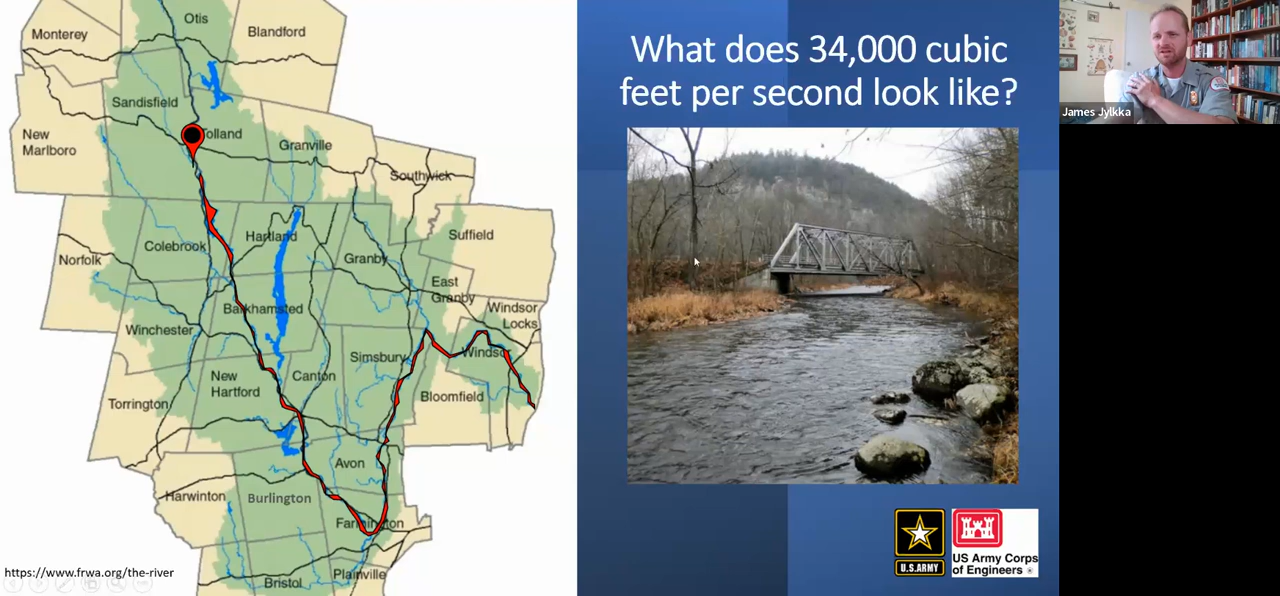 Otis
Monterey
Blandford
Sandisfield
Tolland
New
Marlboro
Granville
Southwick
Colebrook
Hartland
Suffield
Norfolk
Granby
East
Granby
Barkhamsted
Windsor
Locks
Winchester
Simsbury
Windsor
New
Hartford
Canton
Bloomfield
Torrington
Avon
Harwinton
Burlington
Farmington
Plainville
Bristol
https://www.frwa.org/the-river
What does 34,000 cubic
feet per second look like?
U.S.ARMY
US Army Corps
of Engineers
James Jylkka